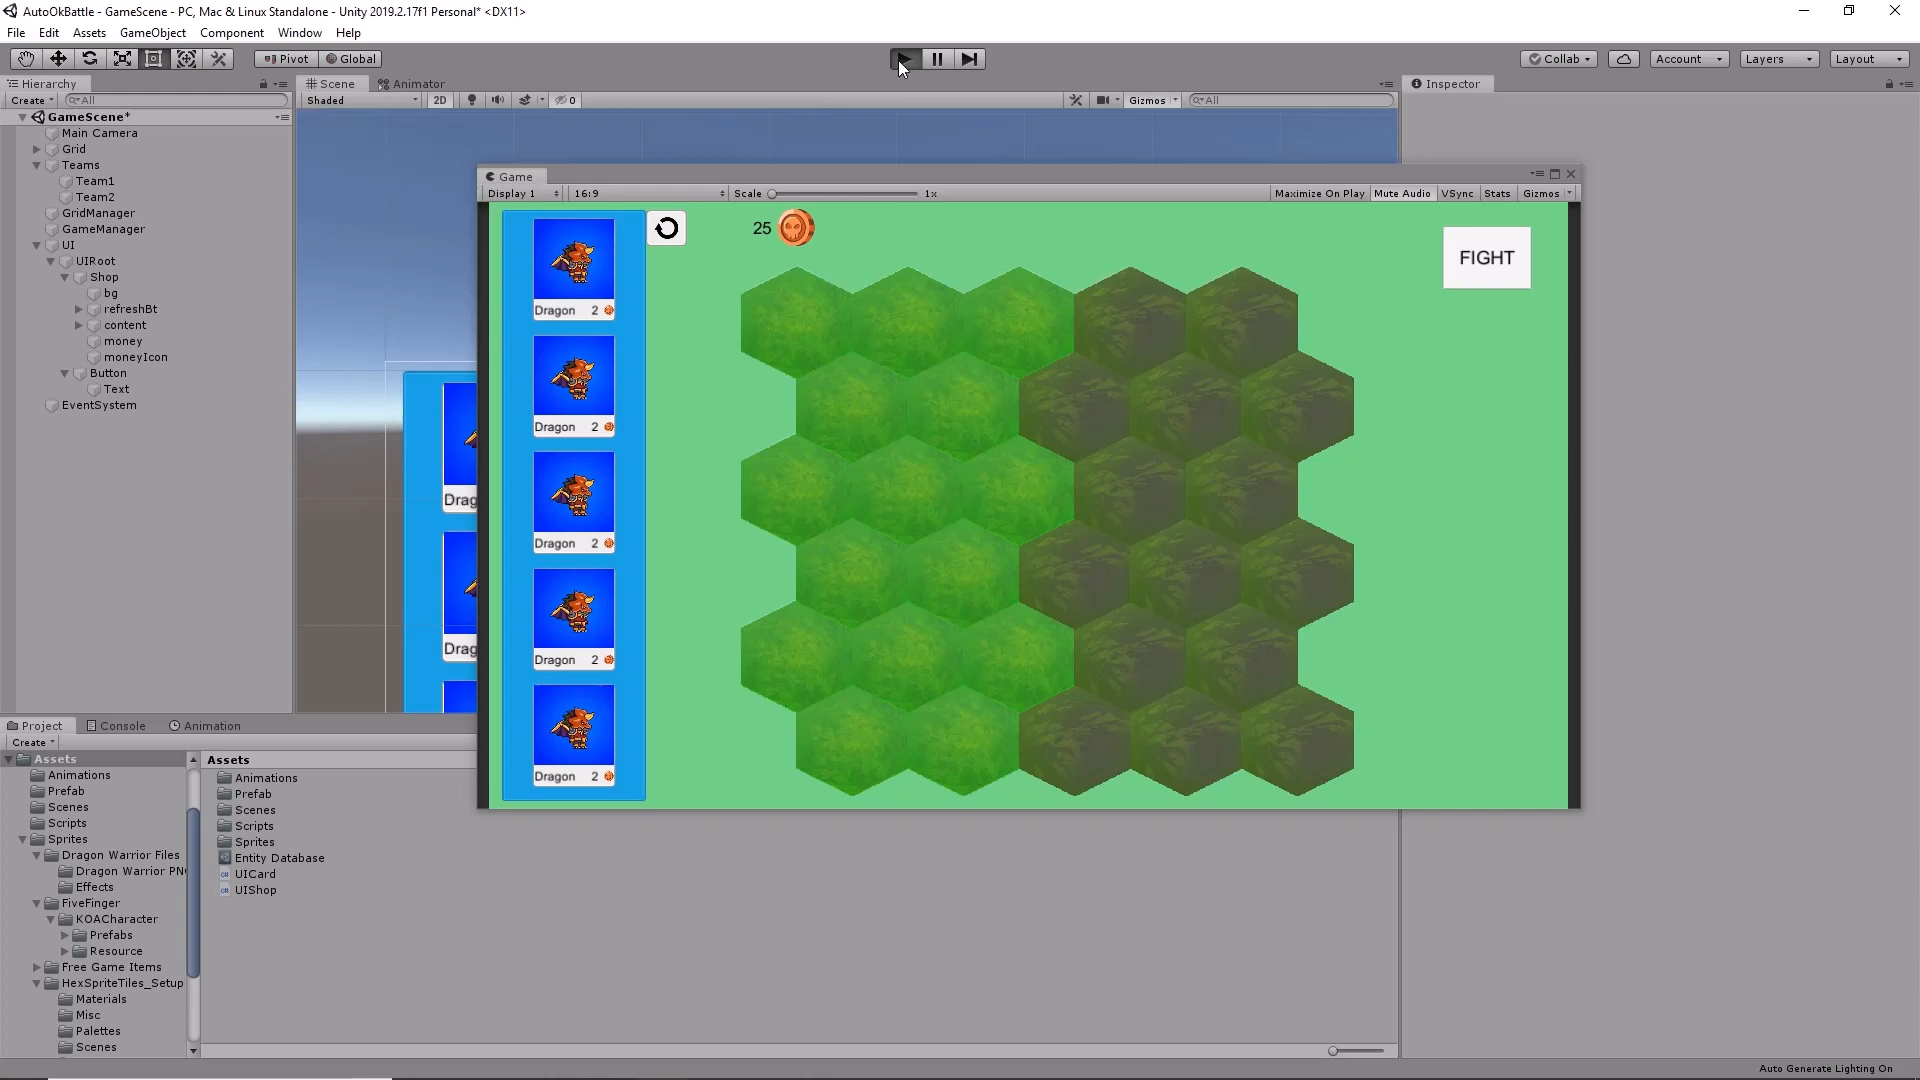 AutoOkBattle - GameScene - PC, Mac & Linux Standalone - Unity 2019.2.17f1 Personal* <DX11>
File Edit Assets GameObject Component Window Help
Pivot Global Collab Account Layers Layout
Hierarchy
Create All
GameScene*
Main Camera
Grid
Teams
Team1
Team2
GridManager
GameManager
UI
UIRoot
Shop
bg
refreshBt
content
money
moneyIcon
Button
Text
EventSystem
Scene Animator
Shaded 2D 0 Gizmos All
Drag
Drag
Game
Display 1 16:9 Scale 1x Maximize On Play Mute Audio VSync Stats Gizmos
25
FIGHT
Dragon 2
Dragon 2
Dragon 2
Dragon 2
Dragon 2
Inspector
Project Console Animation
Create
Assets
Animations
Prefab
Scenes
Scripts
Sprites
Dragon Warrior Files
Dragon Warrior PN
Effects
FiveFinger
KOACharacter
Prefabs
Resource
Free Game Items
HexSpriteTiles_Setup
Materials
Misc
Palettes
Scenes
Assets
Animations
Prefab
Scenes
Scripts
Sprites
Entity Database
UICard
UIShop
Auto Generate Lighting On